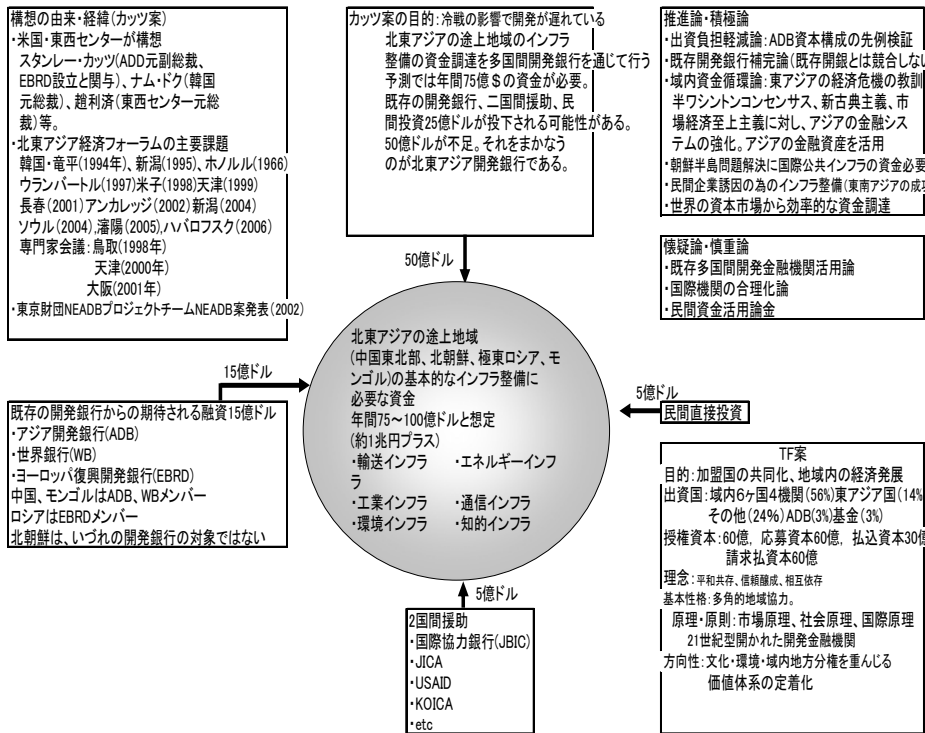 構想の由来・経緯(カッツ案)
・米国・東西センターが構想
スタンレー・カッツ(ADD元副総裁、
EBRD設立と関与)、ナム・ドク(韓国
元総裁)、趙利済(東西センター元総
裁)等。
・北東アジア経済フォーラムの主要課題
韓国・竜平(1994年)、新潟(1995)、ホノルル(1966)
ウランバートル(1997)米子(1998)天津(1999)
長春(2001)アンカレッジ(2002)新潟(2004)
ソウル(2004),瀋陽(2005),ハバロフスク(2006)
専門家会議:鳥取(1998年)
天津(2000年)
大阪(2001年)
・東京財団NEADBプロジェクトチームNEADB案発表(2002)
カッツ案の目的:冷戦の影響で開発が遅れている
北東アジアの途上地域のインフラ
整備の資金調達を多国間開発銀行を通じて行う
予測では年間75億$の資金が必要。
既存の開発銀行、二国間援助、民
間投資25億ドルが投下される可能性がある。
50億ドルが不足。それをまかなう
のが北東アジア開発銀行である。
推進論・積極論
・出資負担軽減論:ADB資本構成の先例検証
・既存開発銀行補完論(既存開銀とは競合しない
・域内資金循環論:東アジアの経済危機の教訓
半ワシントンコンセンサス、新古典主義、市
場経済至上主義に対し、アジアの金融シス
テムの強化。アジアの金融資産を活用
・朝鮮半島問題解決に国際公共インフラの資金必要
・民間企業誘因の為のインフラ整備(東南アジアの成功
・世界の資本市場から効率的な資金調達
懐疑論・慎重論
・既存多国間開発金融機関活用論
・国際機関の合理化論
・民間資金活用論金
50億ドル
北東アジアの途上地域
(中国東北部、北朝鮮、極東ロシア、モ
ンゴル)の基本的なインフラ整備に
必要な資金
年間75~100億ドルと想定
(約1兆円プラス)
・輸送インフラ ・エネルギーインフ
ラ
・工業インフラ ・通信インフラ
・環境インフラ ・知的インフラ
15億ドル
既存の開発銀行からの期待される融資15億ドル
・アジア開発銀行(ADB)
・世界銀行(WB)
・ヨーロッパ復興開発銀行(EBRD)
中国、モンゴルはADB、WBメンバー
ロシアはEBRDメンバー
北朝鮮は、いづれの開発銀行の対象ではない
5億ドル
民間直接投資
5億ドル
2国間援助
・国際協力銀行(JBIC)
・JICA
・USAID
・KOICA
・etc
TF案
目的:加盟国の共同化、地域内の経済発展
出資国:域内6ヶ国4機関(56%)東アジア国(14%
その他(24%)ADB(3%)基金(3%)
授権資本:60億, 応募資本60億, 払込資本30億
請求払資本60億
理念:平和共存、信頼醸成、相互依存
基本性格:多角的地域協力。
原理・原則:市場原理、社会原理、国際原理
21世紀型開かれた開発金融機関
方向性:文化・環境・域内地方分権を重んじる
価値体系の定着化